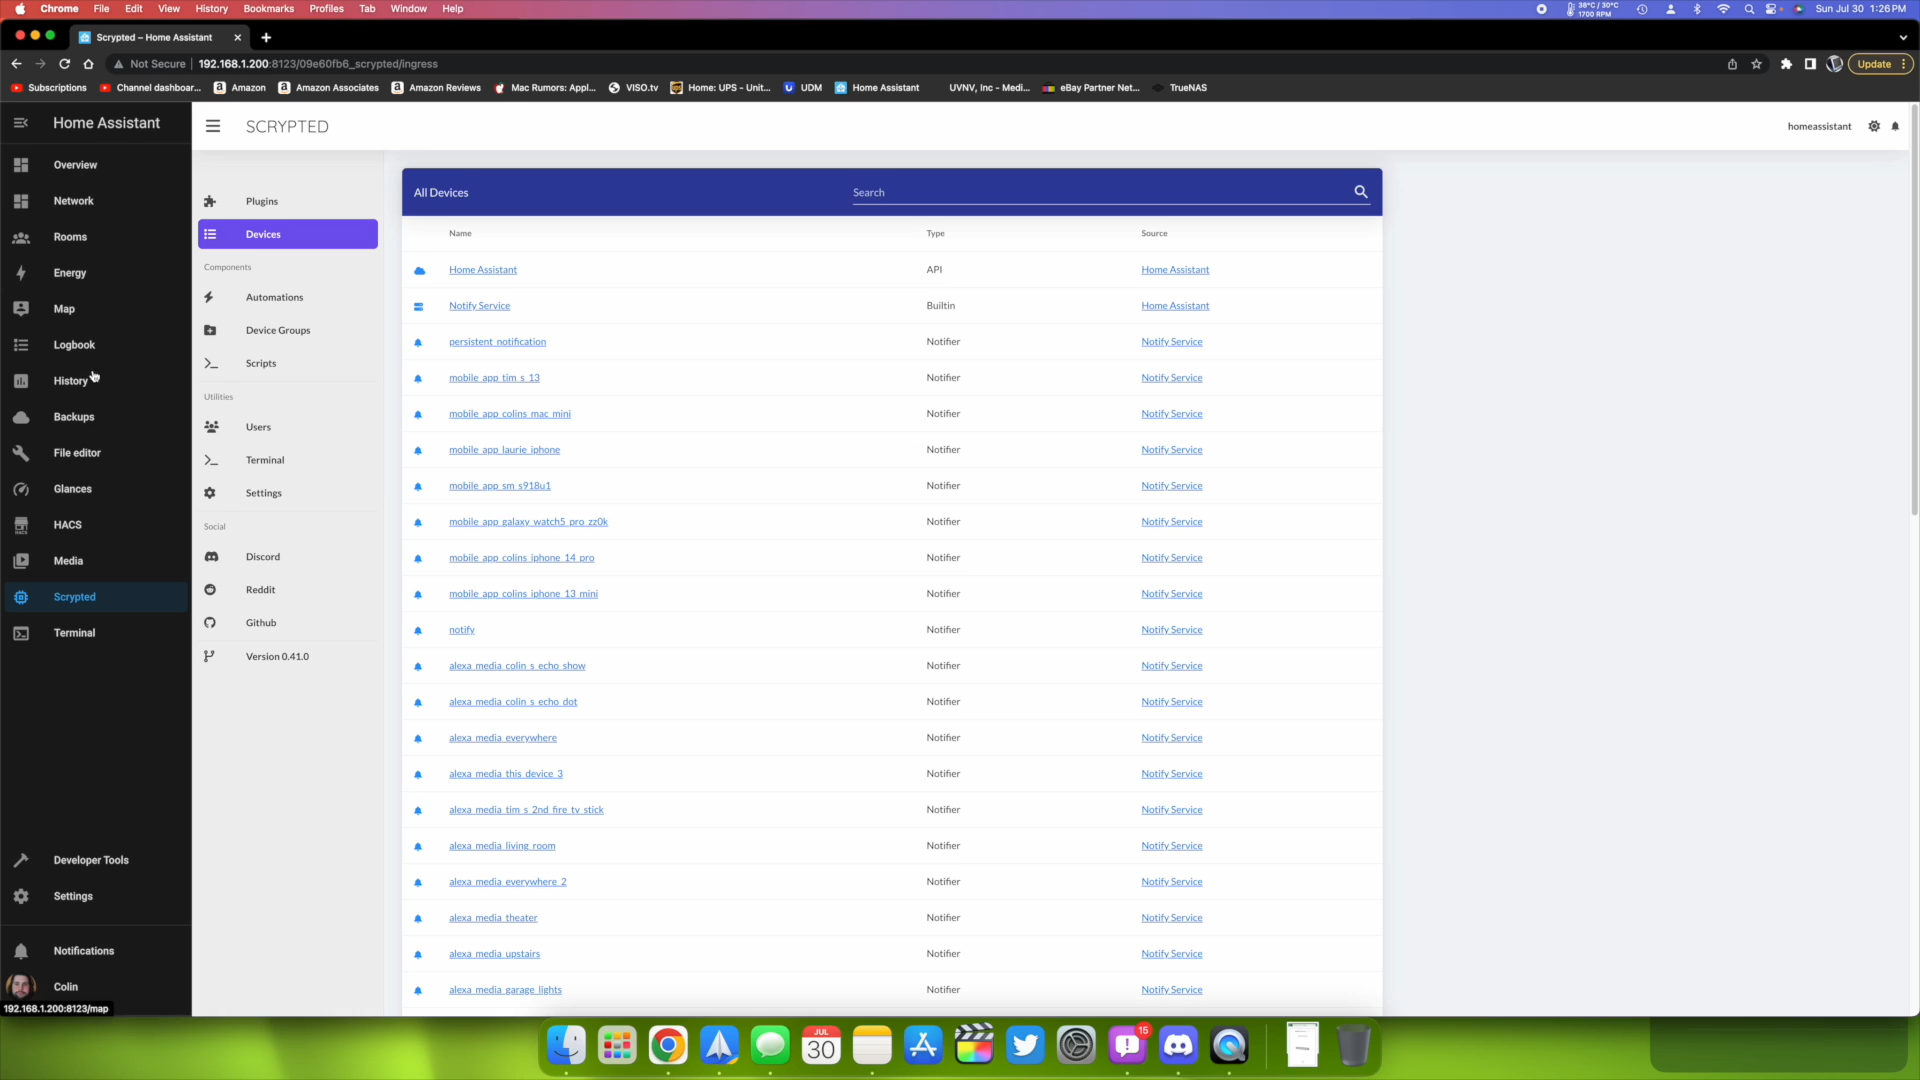 Chrome File Edit View History Bookmarks Profiles Tab Window Help
38°C / 30°C
1700 RPM
Sun Jul 30 1:26 PM
Scrypted – Home Assistant
Not Secure 192.168.1.200:8123/09e60fb6_scrypted/ingress
Update
Subscriptions Channel dashboar... Amazon Amazon Associates Amazon Reviews Mac Rumors: Appl... VISO.tv Home: UPS - Unit... UDM Home Assistant UVNV, Inc - Medi... eBay Partner Net... TrueNAS
Home Assistant
Overview
Network
Rooms
Energy
Map
Logbook
History
Backups
File editor
Glances
HACS
Media
Scrypted
Terminal
Developer Tools
Settings
Notifications
Colin
192.168.1.200:8123/map
SCRYPTED
homeassistant
Plugins
Devices
Components
Automations
Device Groups
Scripts
Utilities
Users
Terminal
Settings
Social
Discord
Reddit
Github
Version 0.41.0
All Devices Search
Name Type Source
Home Assistant API Home Assistant
Notify Service Builtin Home Assistant
persistent_notification Notifier Notify Service
mobile_app_tim_s_13 Notifier Notify Service
mobile_app_colins_mac_mini Notifier Notify Service
mobile_app_laurie_iphone Notifier Notify Service
mobile_app_sm_s918u1 Notifier Notify Service
mobile_app_galaxy_watch5_pro_zz0k Notifier Notify Service
mobile_app_colins_iphone_14_pro Notifier Notify Service
mobile_app_colins_iphone_13_mini Notifier Notify Service
notify Notifier Notify Service
alexa_media_colin_s_echo_show Notifier Notify Service
alexa_media_colin_s_echo_dot Notifier Notify Service
alexa_media_everywhere Notifier Notify Service
alexa_media_this_device_3 Notifier Notify Service
alexa_media_tim_s_2nd_fire_tv_stick Notifier Notify Service
alexa_media_living_room Notifier Notify Service
alexa_media_everywhere_2 Notifier Notify Service
alexa_media_theater Notifier Notify Service
alexa_media_upstairs Notifier Notify Service
alexa_media_garage_lights Notifier Notify Service
JUL
30
15